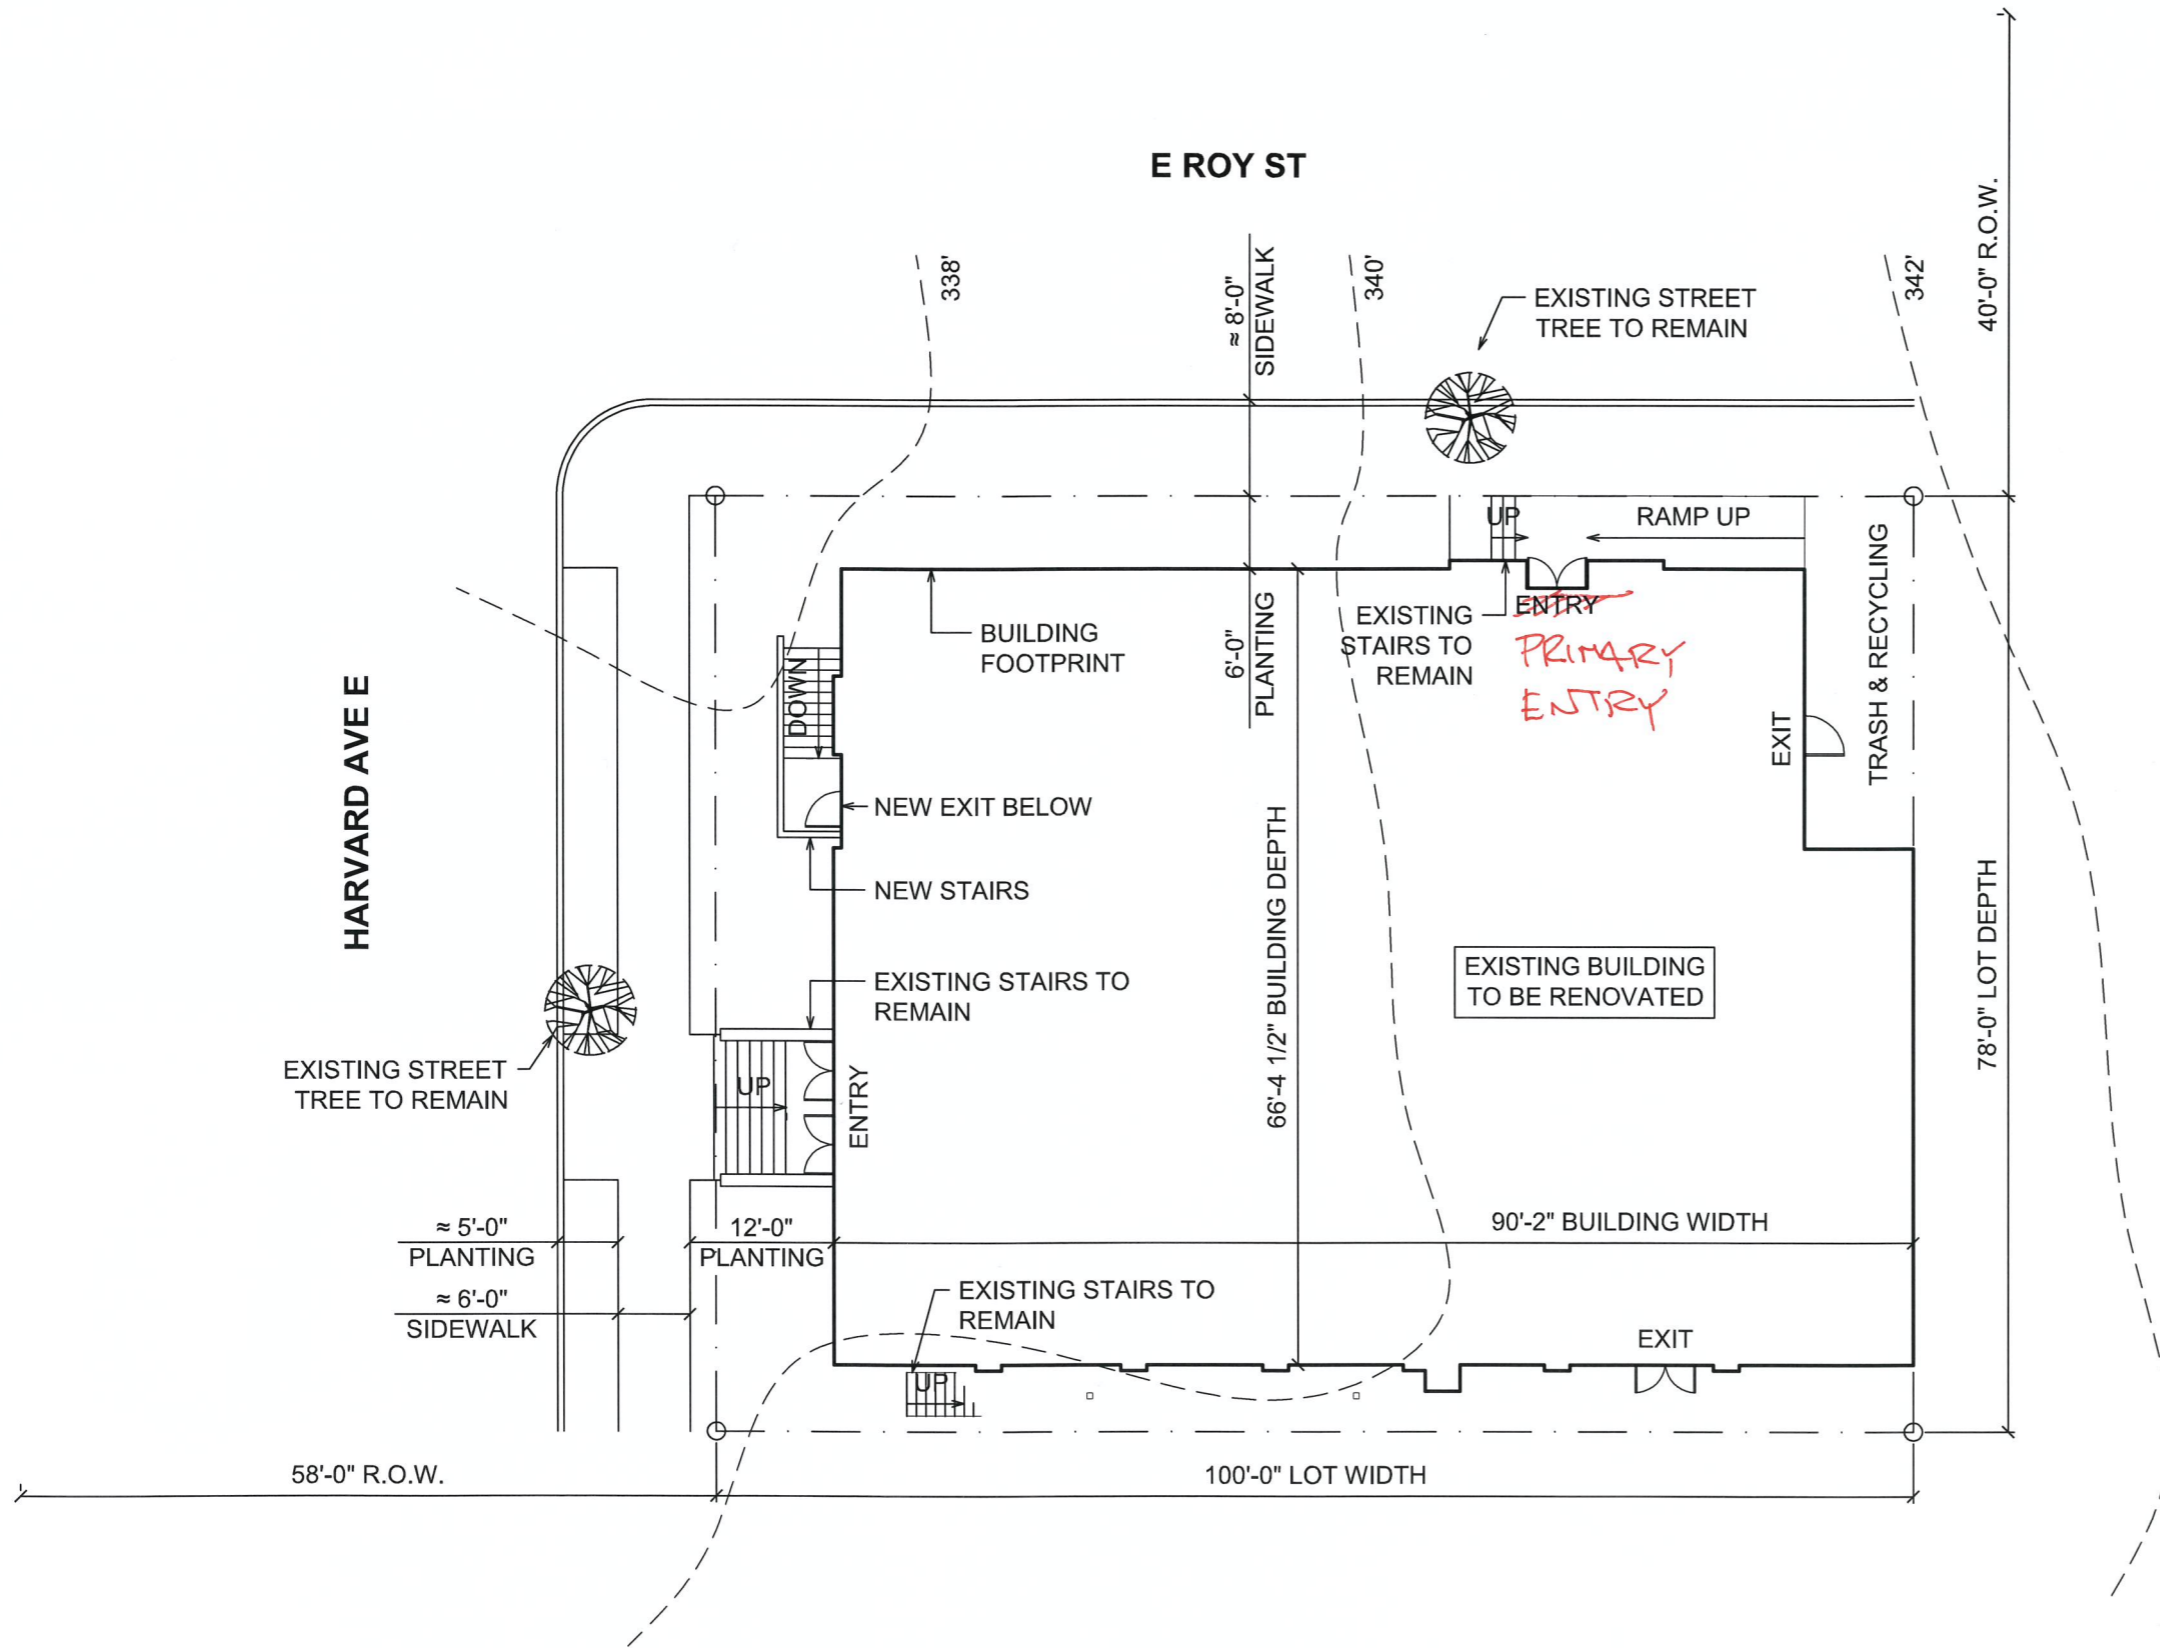 E ROY ST
40'-0" R.O.W.
338'
≈ 8'-0"
SIDEWALK
340'
342'
EXISTING STREET
TREE TO REMAIN
UP
RAMP UP
ENTRY
PRIMARY
ENTRY
EXISTING
STAIRS TO
REMAIN
TRASH & RECYCLING
EXIT
BUILDING
FOOTPRINT
6'-0"
PLANTING
DOWN
HARVARD AVE E
NEW EXIT BELOW
NEW STAIRS
66'-4 1/2" BUILDING DEPTH
78'-0" LOT DEPTH
EXISTING BUILDING
TO BE RENOVATED
EXISTING STAIRS TO
REMAIN
EXISTING STREET
TREE TO REMAIN
UP
ENTRY
≈ 5'-0"
PLANTING
12'-0"
PLANTING
90'-2" BUILDING WIDTH
≈ 6'-0"
SIDEWALK
EXISTING STAIRS TO
REMAIN
EXIT
UP
58'-0" R.O.W.
100'-0" LOT WIDTH